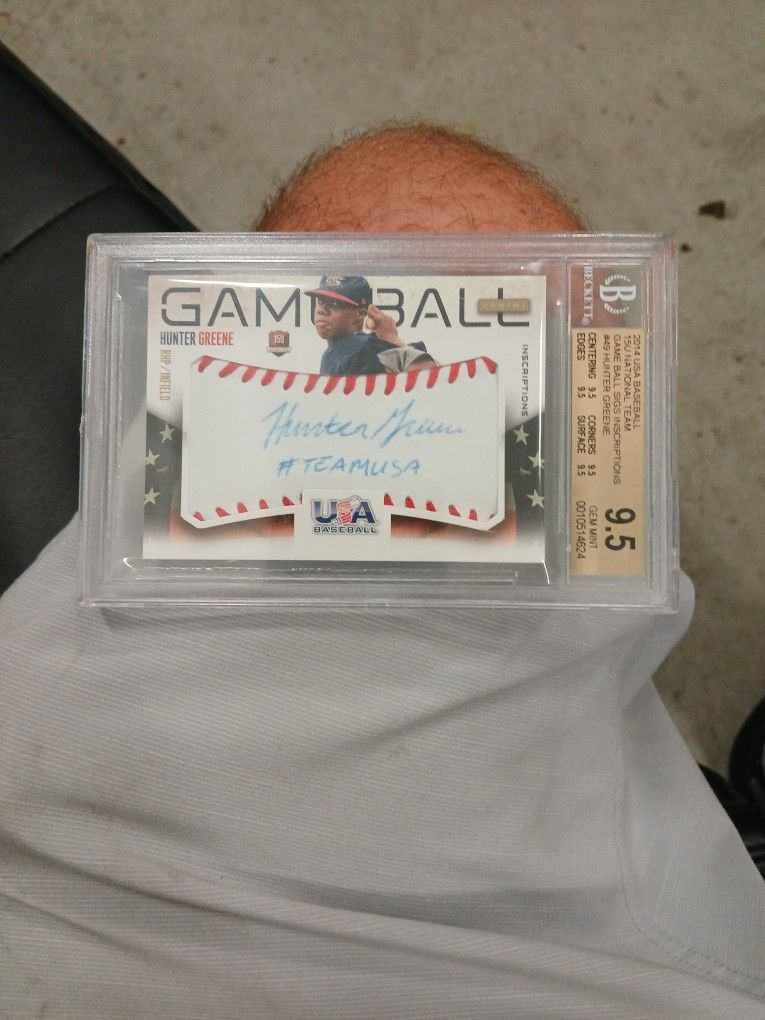 GAME BALL
PANINI
HUNTER GREENE
15U
RHP/INFIELD
INSCRIPTIONS
Hunter Greene
#TEAMUSA
USA
BASEBALL
B
BECKETT
2014 USA BASEBALL
15U NATIONAL TEAM
GAME BALL SIGS INSCRIPTIONS
#49 HUNTER GREENE
CENTERING 9.5 CORNERS 9.5
EDGES 9.5 SURFACE 9.5
9.5
GEM MINT
0010514624